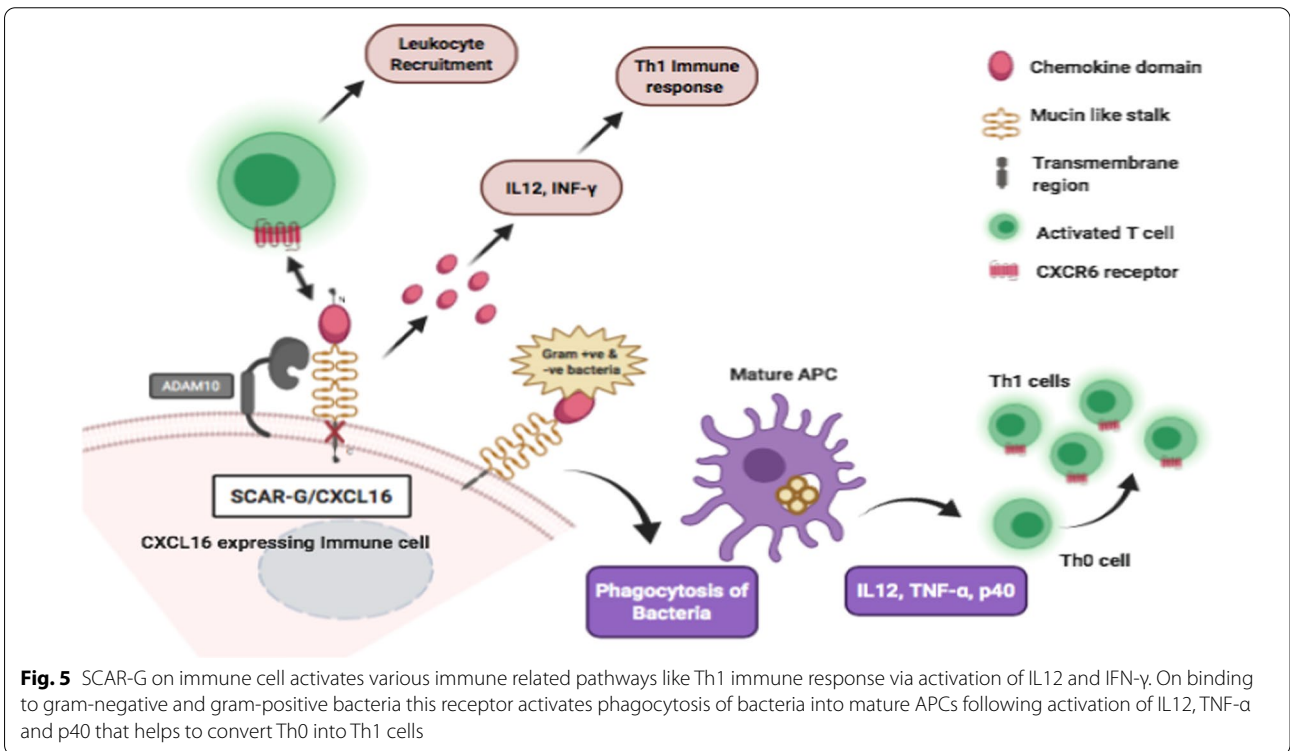 Leukocyte
Recruitment
Th1 Immune
response
IL12, INF-γ
Chemokine domain
Mucin like stalk
Transmembrane
region
Activated T cell
CXCR6 receptor
N
ADAM10
C
Gram +ve &
-ve bacteria
SCAR-G/CXCL16
CXCL16 expressing Immune cell
Mature APC
Phagocytosis of
Bacteria
IL12, TNF-α, p40
Th1 cells
Th0 cell
Fig. 5 SCAR-G on immune cell activates various immune related pathways like Th1 immune response via activation of IL12 and IFN-γ. On binding
to gram-negative and gram-positive bacteria this receptor activates phagocytosis of bacteria into mature APCs following activation of IL12, TNF-α
and p40 that helps to convert Th0 into Th1 cells